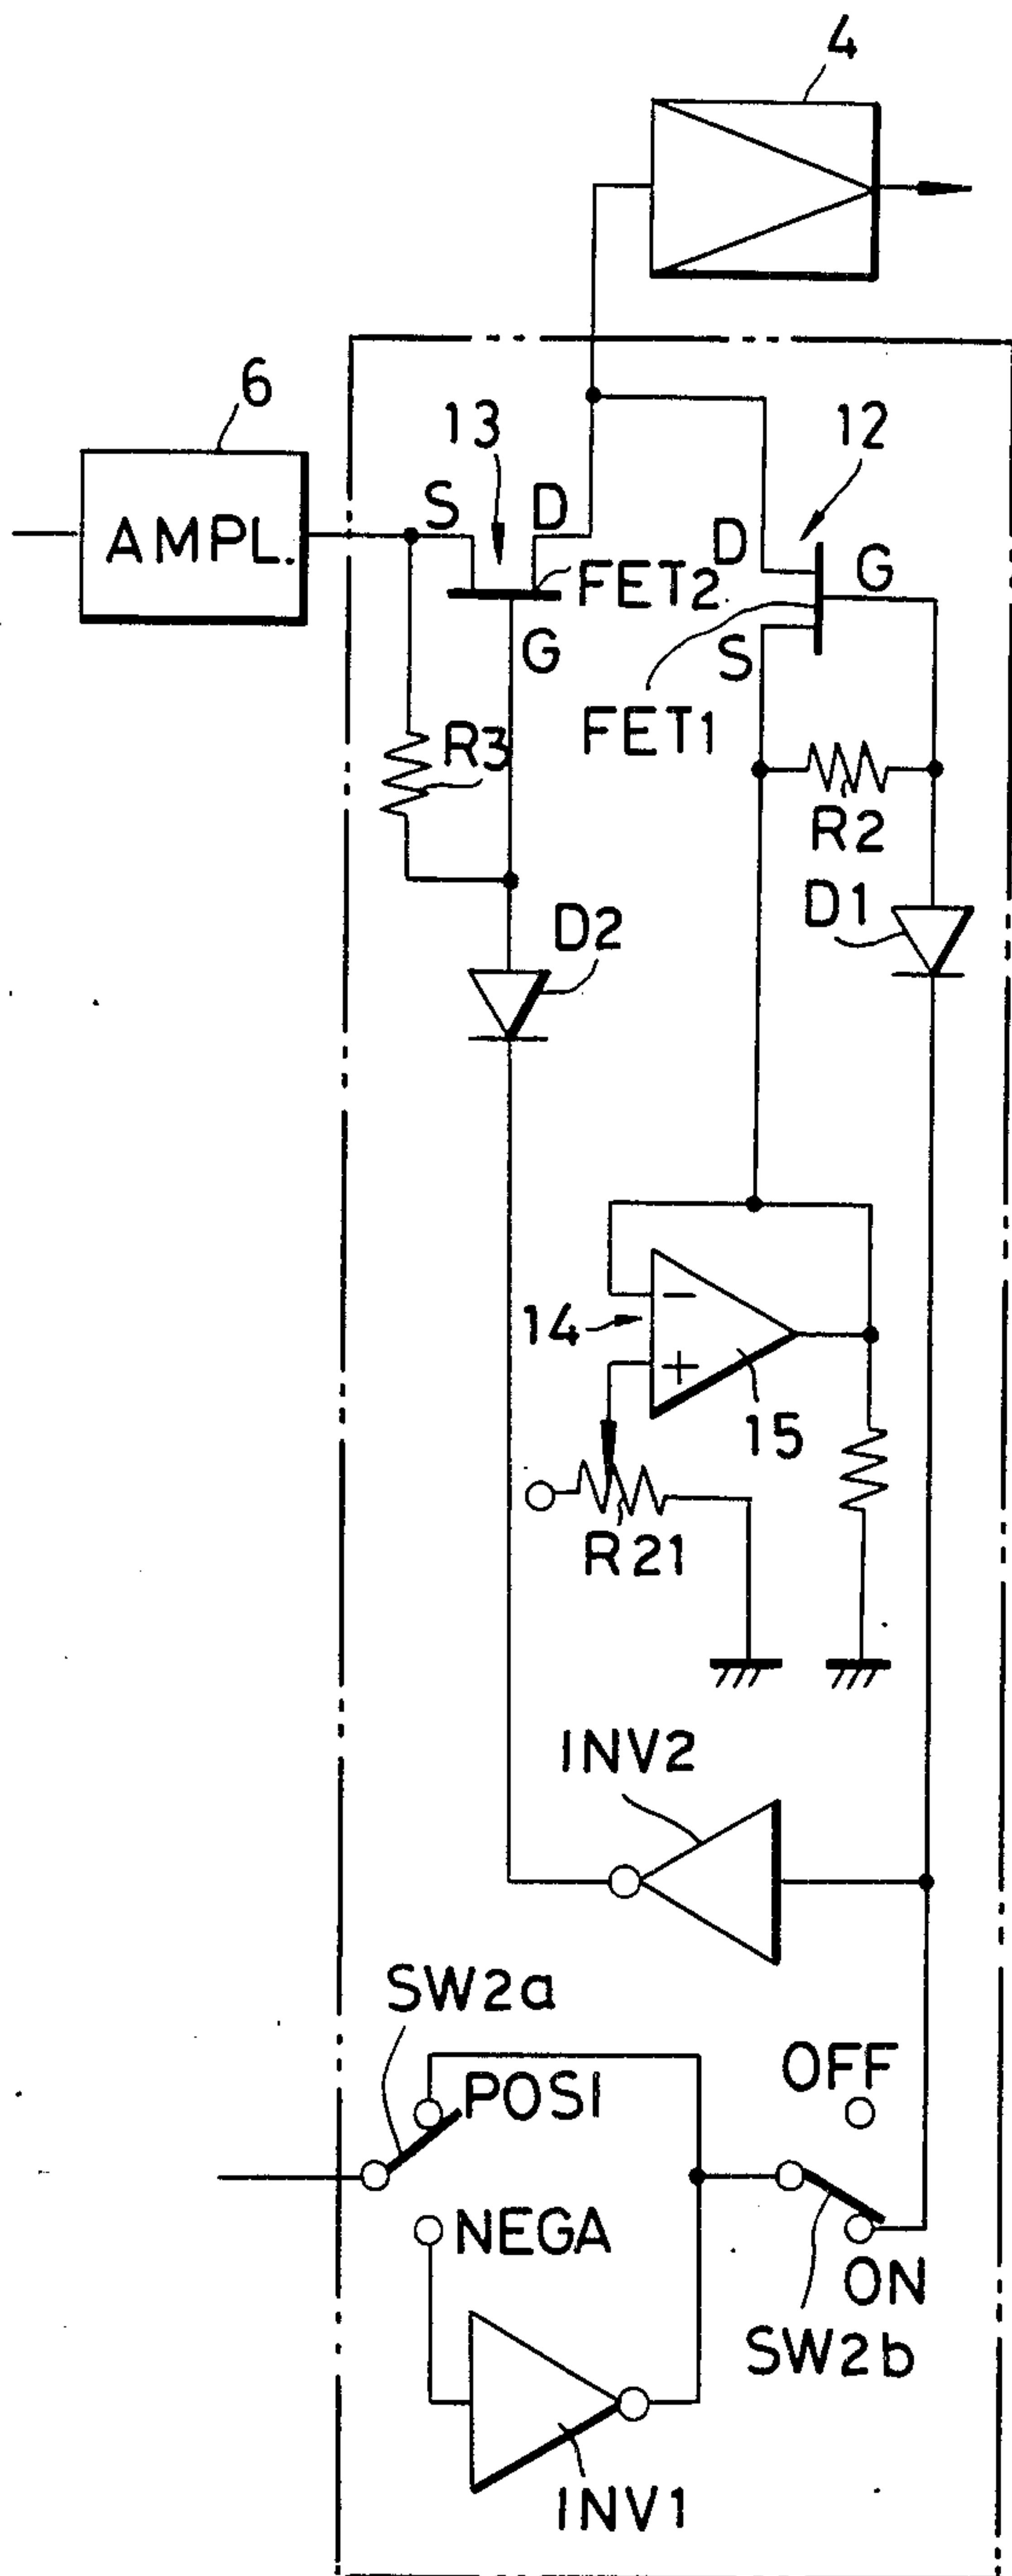 4
6
13
12
AMPL.
S
D
FET2
D
G
G
S
FET1
R3
R2
D1
D2
−
14
+
15
R21
INV2
SW2a
POSI
OFF
NEGA
ON
SW2b
INV1